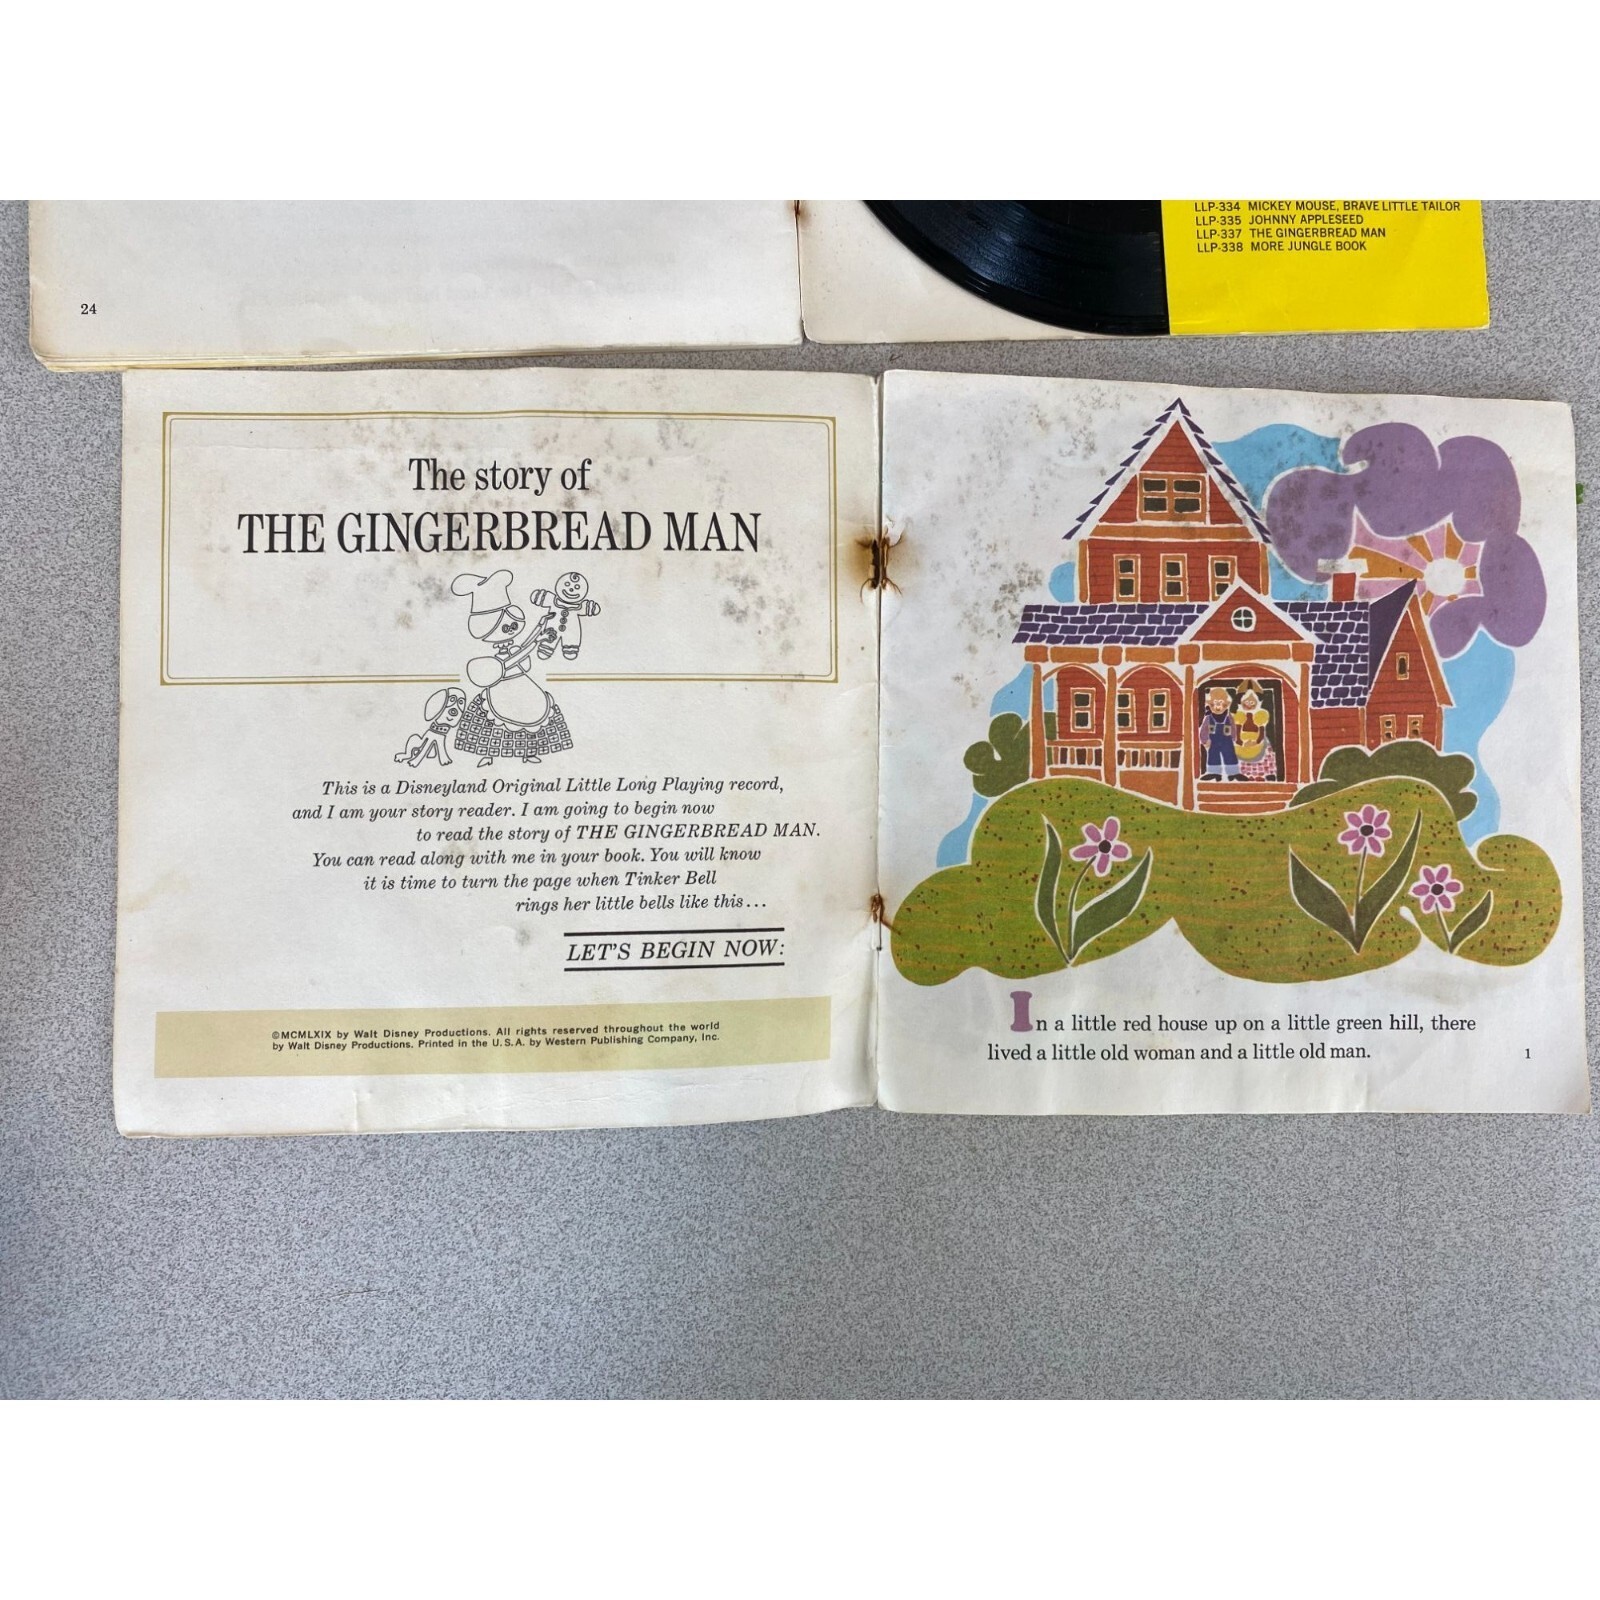 LLP-334 MICKEY MOUSE, BRAVE LITTLE TAILOR
LLP-335 JOHNNY APPLESEED
LLP-337 THE GINGERBREAD MAN
LLP-338 MORE JUNGLE BOOK
24
The story of
THE GINGERBREAD MAN
This is a Disneyland Original Little Long Playing record,
and I am your story reader. I am going to begin now
to read the story of THE GINGERBREAD MAN.
You can read along with me in your book. You will know
it is time to turn the page when Tinker Bell
rings her little bells like this...
LET'S BEGIN NOW:
©MCMLXIX by Walt Disney Productions. All rights reserved throughout the world
by Walt Disney Productions. Printed in the U.S.A. by Western Publishing Company, Inc.
In a little red house up on a little green hill, there
lived a little old woman and a little old man.
1